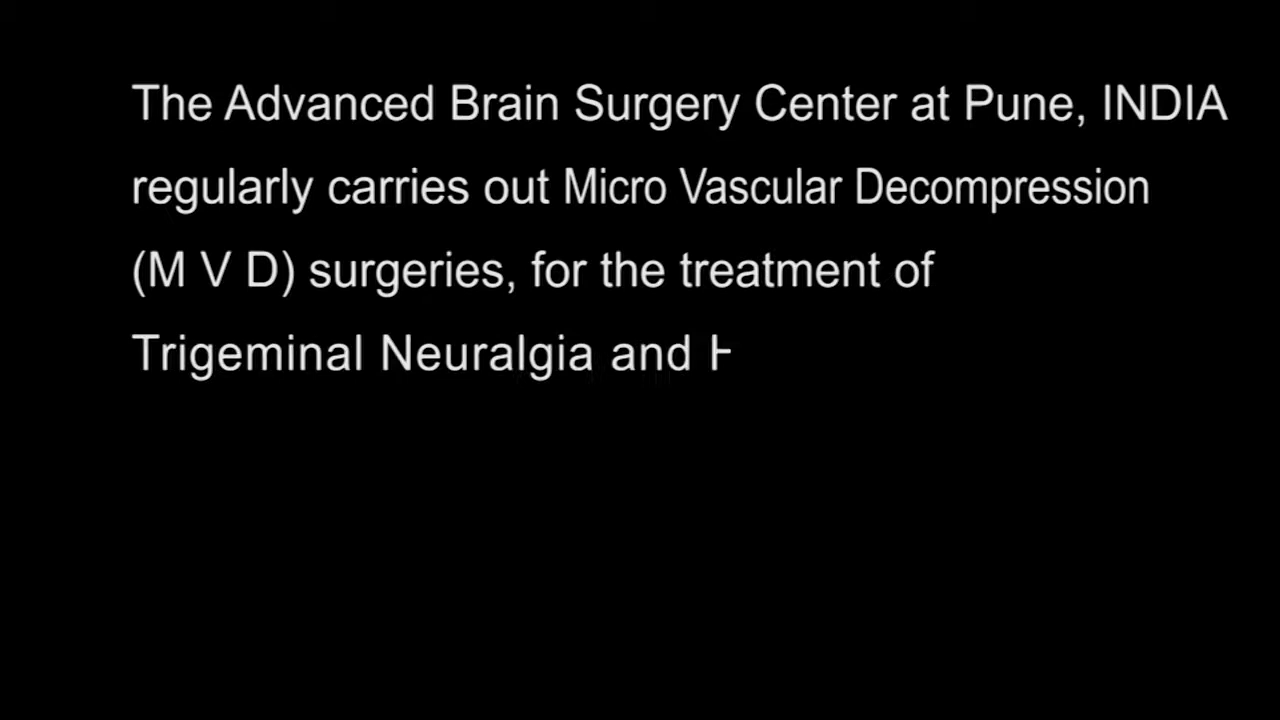 The Advanced Brain Surgery Center at Pune, INDIA
regularly carries out Micro Vascular Decompression
(M V D) surgeries, for the treatment of
Trigeminal Neuralgia and